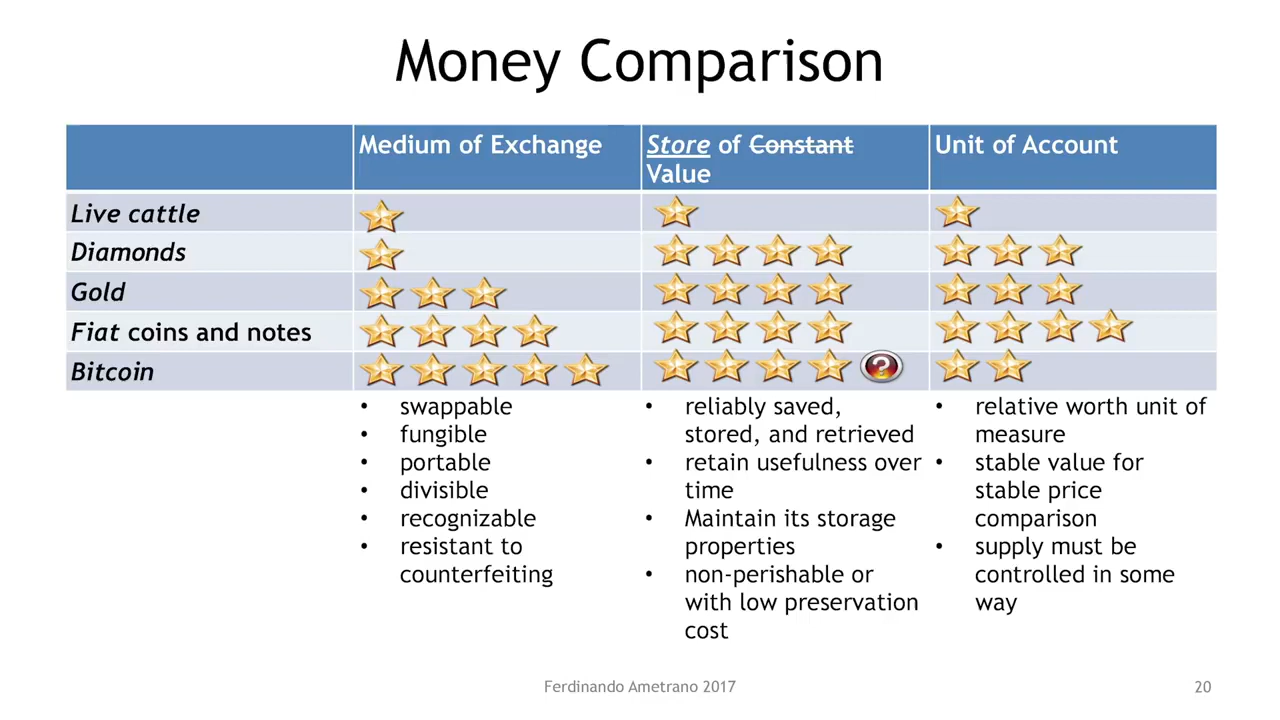 Money Comparison
Medium of Exchange
Store of Constant
Value
Unit of Account
Live cattle
Diamonds
Gold
Fiat coins and notes
Bitcoin
?
• swappable
• fungible
• portable
• divisible
• recognizable
• resistant to
counterfeiting
• reliably saved,
stored, and retrieved
• retain usefulness over
time
• Maintain its storage
properties
• non-perishable or
with low preservation
cost
• relative worth unit of
measure
• stable value for
stable price
comparison
• supply must be
controlled in some
way
Ferdinando Ametrano 2017
20